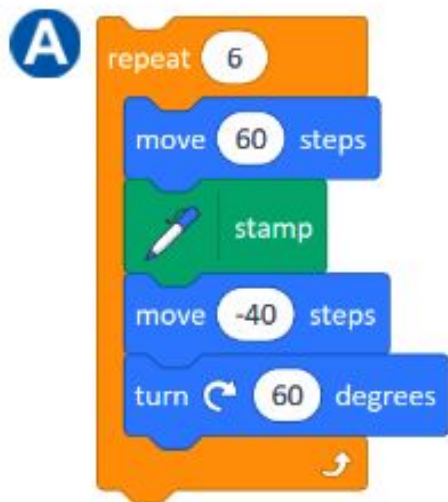 A
repeat 6
move 60 steps
stamp
move -40 steps
turn 60 degrees